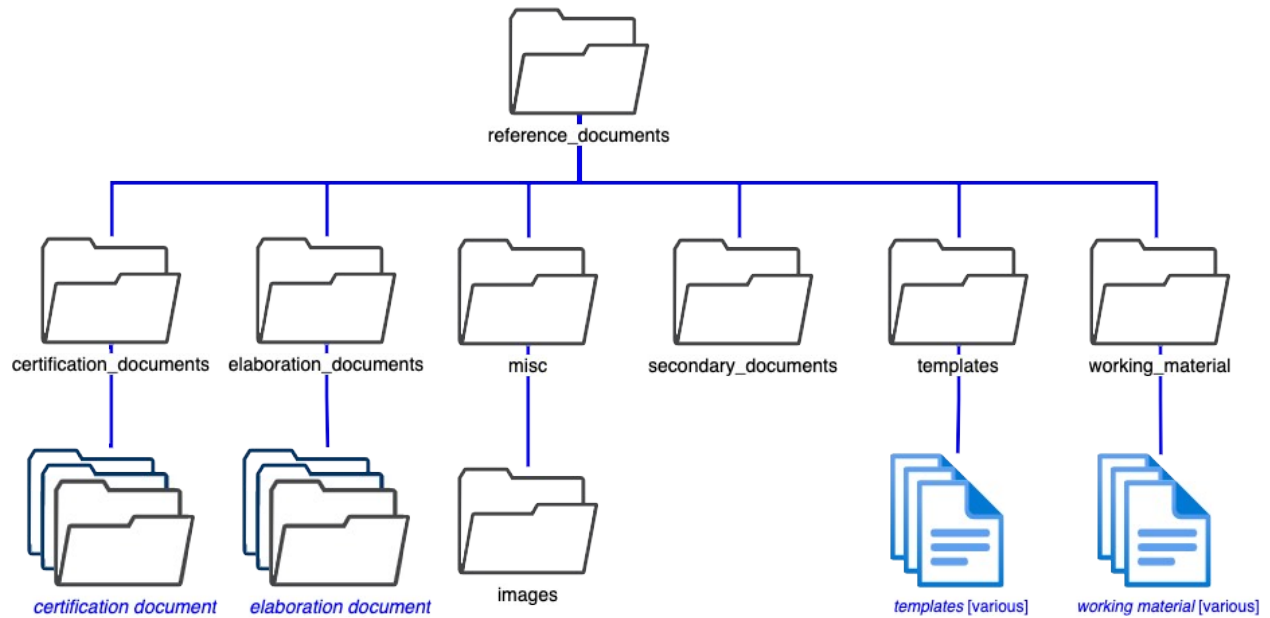 reference_documents
certification_documents
elaboration_documents
misc
secondary_documents
templates
working_material
certification document
elaboration document
images
templates [various]
working material [various]